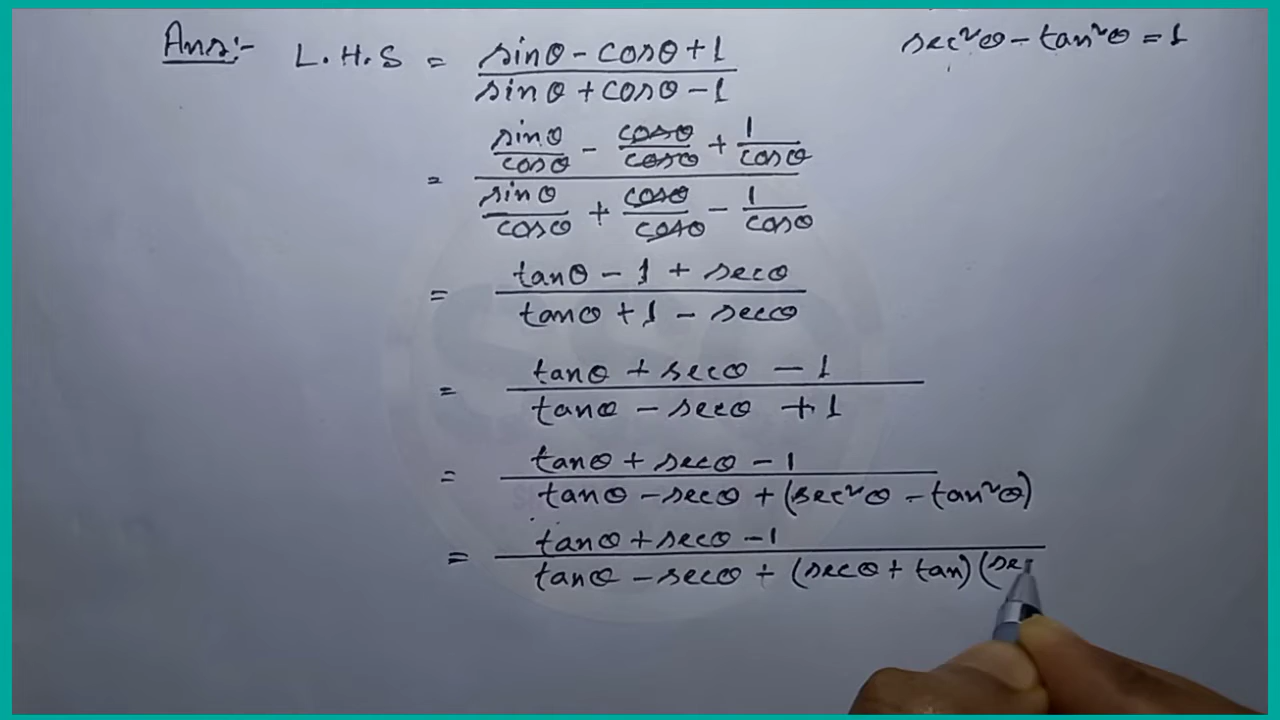 Ans:- L.H.S = sinθ - cosθ + 1 / sinθ + cosθ - 1
sec²θ - tan²θ = 1
= sinθ/cosθ - cosθ/cosθ + 1/cosθ / sinθ/cosθ + cosθ/cosθ - 1/cosθ
= tanθ - 1 + secθ / tanθ + 1 - secθ
= tanθ + secθ - 1 / tanθ - secθ + 1
= tanθ + secθ - 1 / tanθ - secθ + (sec²θ - tan²θ)
= tanθ + secθ - 1 / tanθ - secθ + (secθ + tan) (se